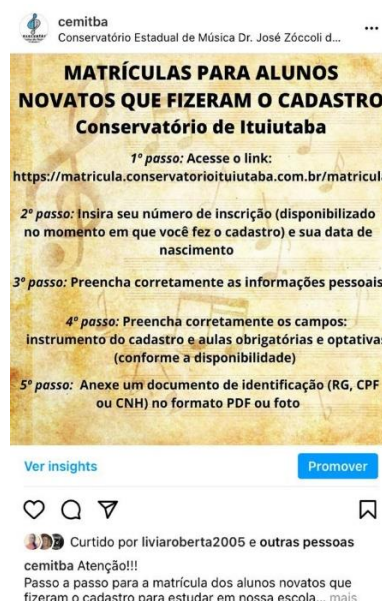 cemitba
Conservatório Estadual de Música Dr. José Zóccoli d...
MATRÍCULAS PARA ALUNOS
NOVATOS QUE FIZERAM O CADASTRO
Conservatório de Ituiutaba
1º passo: Acesse o link:
https://matricula.conservatorioituiutaba.com.br/matricul
2º passo: Insira seu número de inscrição (disponibilizado
no momento em que você fez o cadastro) e sua data de
nascimento
3º passo: Preencha corretamente as informações pessoais
4º passo: Preencha corretamente os campos:
instrumento do cadastro e aulas obrigatórias e optativas
(conforme a disponibilidade)
5º passo: Anexe um documento de identificação (RG, CPF
ou CNH) no formato PDF ou foto
Ver insights
Promover
Curtido por liviaroberta2005 e outras pessoas
cemitba Atenção!!!
Passo a passo para a matrícula dos alunos novatos que
fizeram o cadastro para estudar em nossa escola... mais